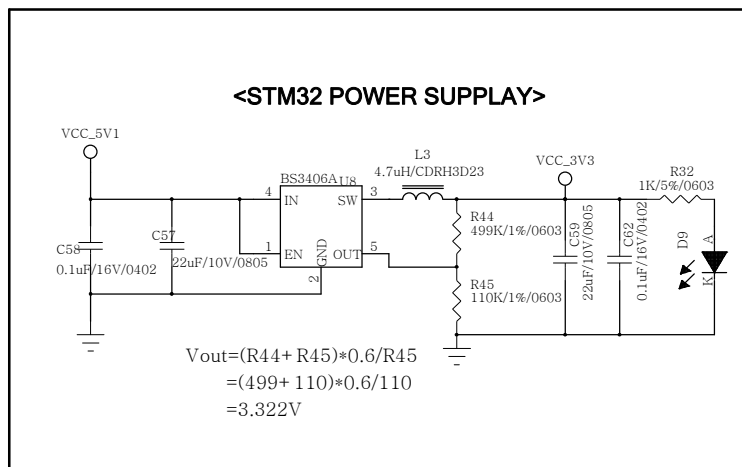 <STM32 POWER SUPPLAY>
VCC_5V1
BS3406A U8
4 IN SW 3
1 EN OUT 5
GND
2
L3
4.7uH/CDRH3D23
VCC_3V3
R32
1K/5%/0603
R44
499K/1%/0603
R45
110K/1%/0603
C58
0.1uF/16V/0402
C57
22uF/10V/0805
C59
22uF/10V/0805
C62
0.1uF/16V/0402
D9
A
K
Vout=(R44+R45)*0.6/R45
=(499+110)*0.6/110
=3.322V